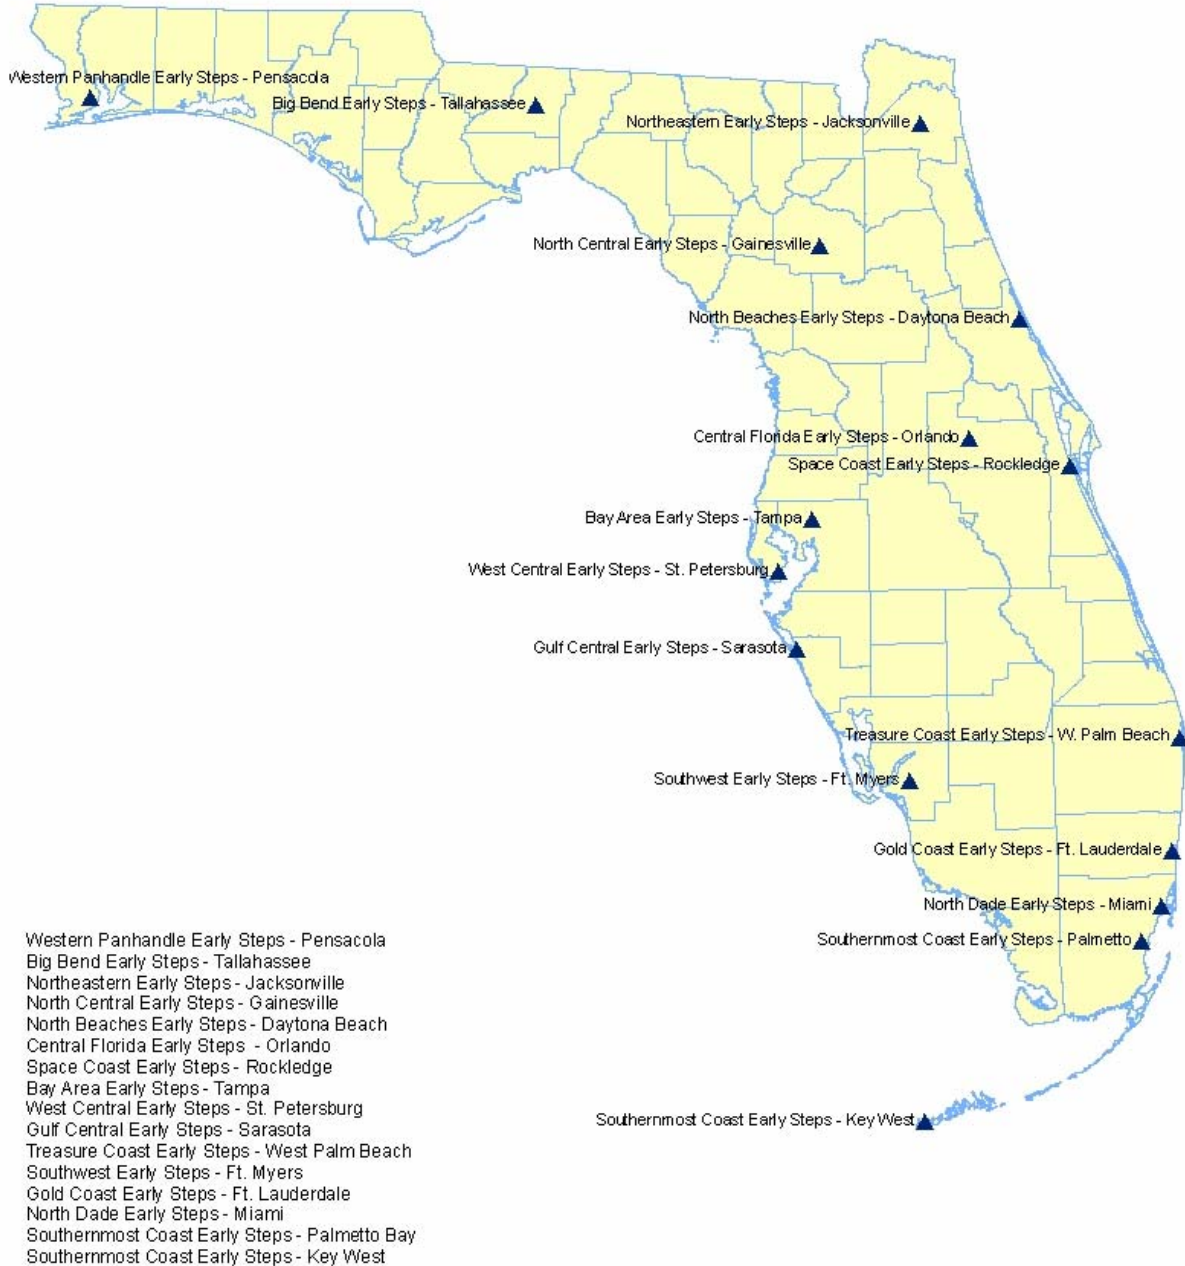 Western Panhandle Early Steps - Pensacola
Big Bend Early Steps - Tallahassee
Northeastern Early Steps - Jacksonville
North Central Early Steps - Gainesville
North Beaches Early Steps - Daytona Beach
Central Florida Early Steps - Orlando
Space Coast Early Steps - Rockledge
Bay Area Early Steps - Tampa
West Central Early Steps - St. Petersburg
Gulf Central Early Steps - Sarasota
Treasure Coast Early Steps - W. Palm Beach
Southwest Early Steps - Ft. Myers
Gold Coast Early Steps - Ft. Lauderdale
North Dade Early Steps - Miami
Southernmost Coast Early Steps - Palmetto
Southernmost Coast Early Steps - Key West
Western Panhandle Early Steps - Pensacola
Big Bend Early Steps - Tallahassee
Northeastern Early Steps - Jacksonville
North Central Early Steps - Gainesville
North Beaches Early Steps - Daytona Beach
Central Florida Early Steps - Orlando
Space Coast Early Steps - Rockledge
Bay Area Early Steps - Tampa
West Central Early Steps - St. Petersburg
Gulf Central Early Steps - Sarasota
Treasure Coast Early Steps - West Palm Beach
Southwest Early Steps - Ft. Myers
Gold Coast Early Steps - Ft. Lauderdale
North Dade Early Steps - Miami
Southernmost Coast Early Steps - Palmetto Bay
Southernmost Coast Early Steps - Key West